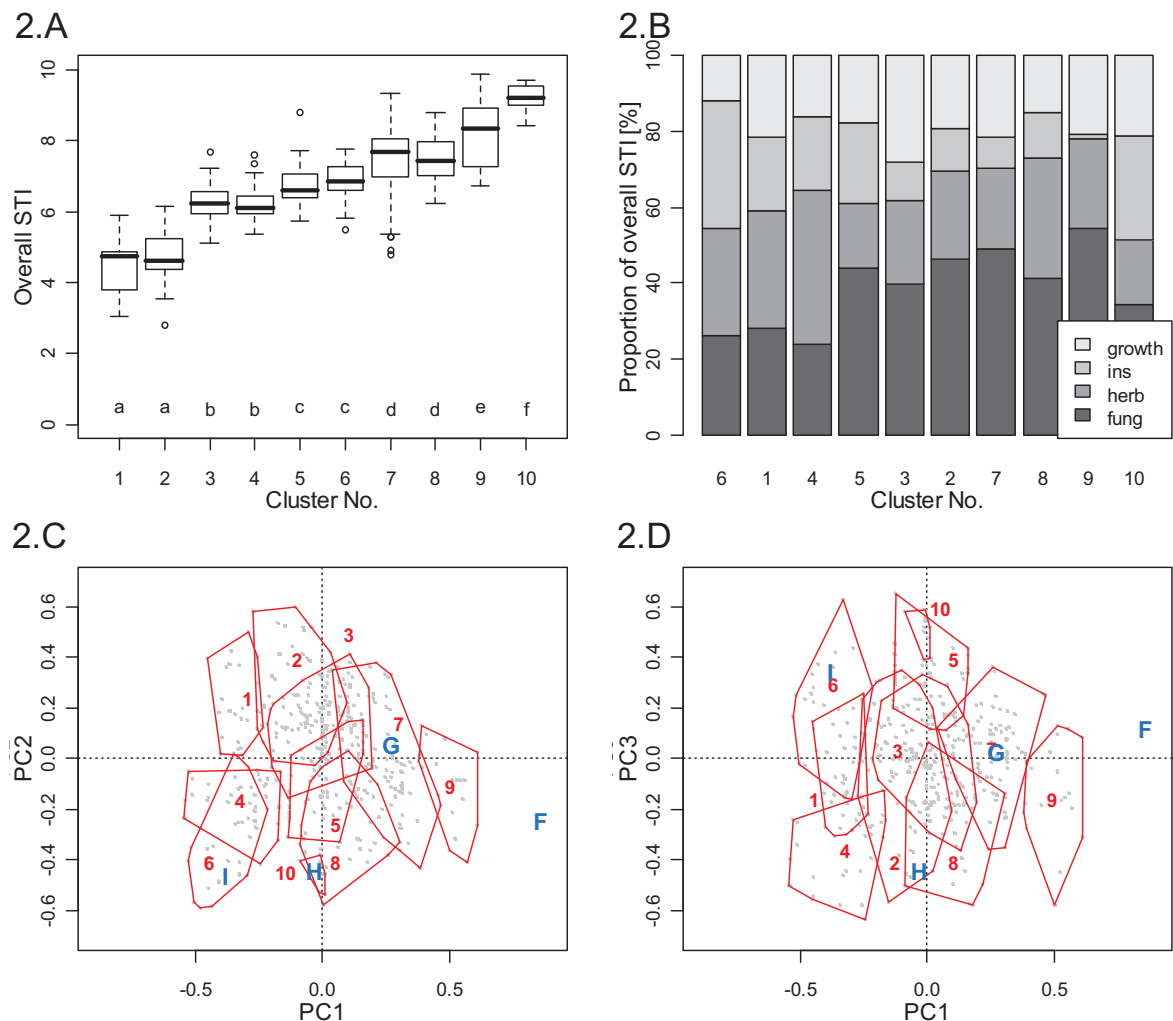 2.A
Overall STI
10
8
6
4
2
0
a a b b c c d d e f
1 2 3 4 5 6 7 8 9 10
Cluster No.
2.B
Proportion of overall STI [%]
100
80
60
40
20
0
growth
ins
herb
fung
6 1 4 5 3 2 7 8 9 10
Cluster No.
2.C
PC2
0.6
0.4
0.2
0.0
-0.2
-0.4
-0.6
3
2
1
7
G
4
9
5
F
6
I
10
H
8
-0.5 0.0 0.5
PC1
2.D
PC3
0.6
0.4
0.2
0.0
-0.2
-0.4
-0.6
10
5
I
6
F
3
G
1
9
4
2
H
8
-0.5 0.0 0.5
PC1